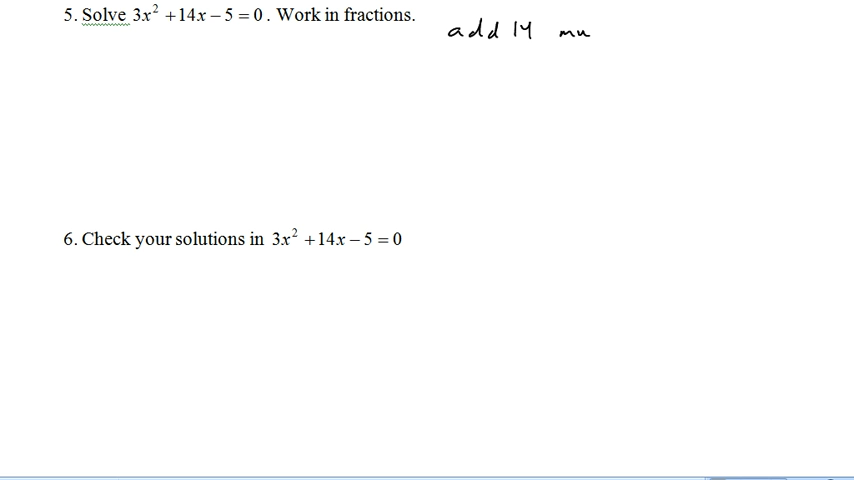 5. Solve 3x² + 14x − 5 = 0. Work in fractions.
add 14 mu
6. Check your solutions in 3x² + 14x − 5 = 0